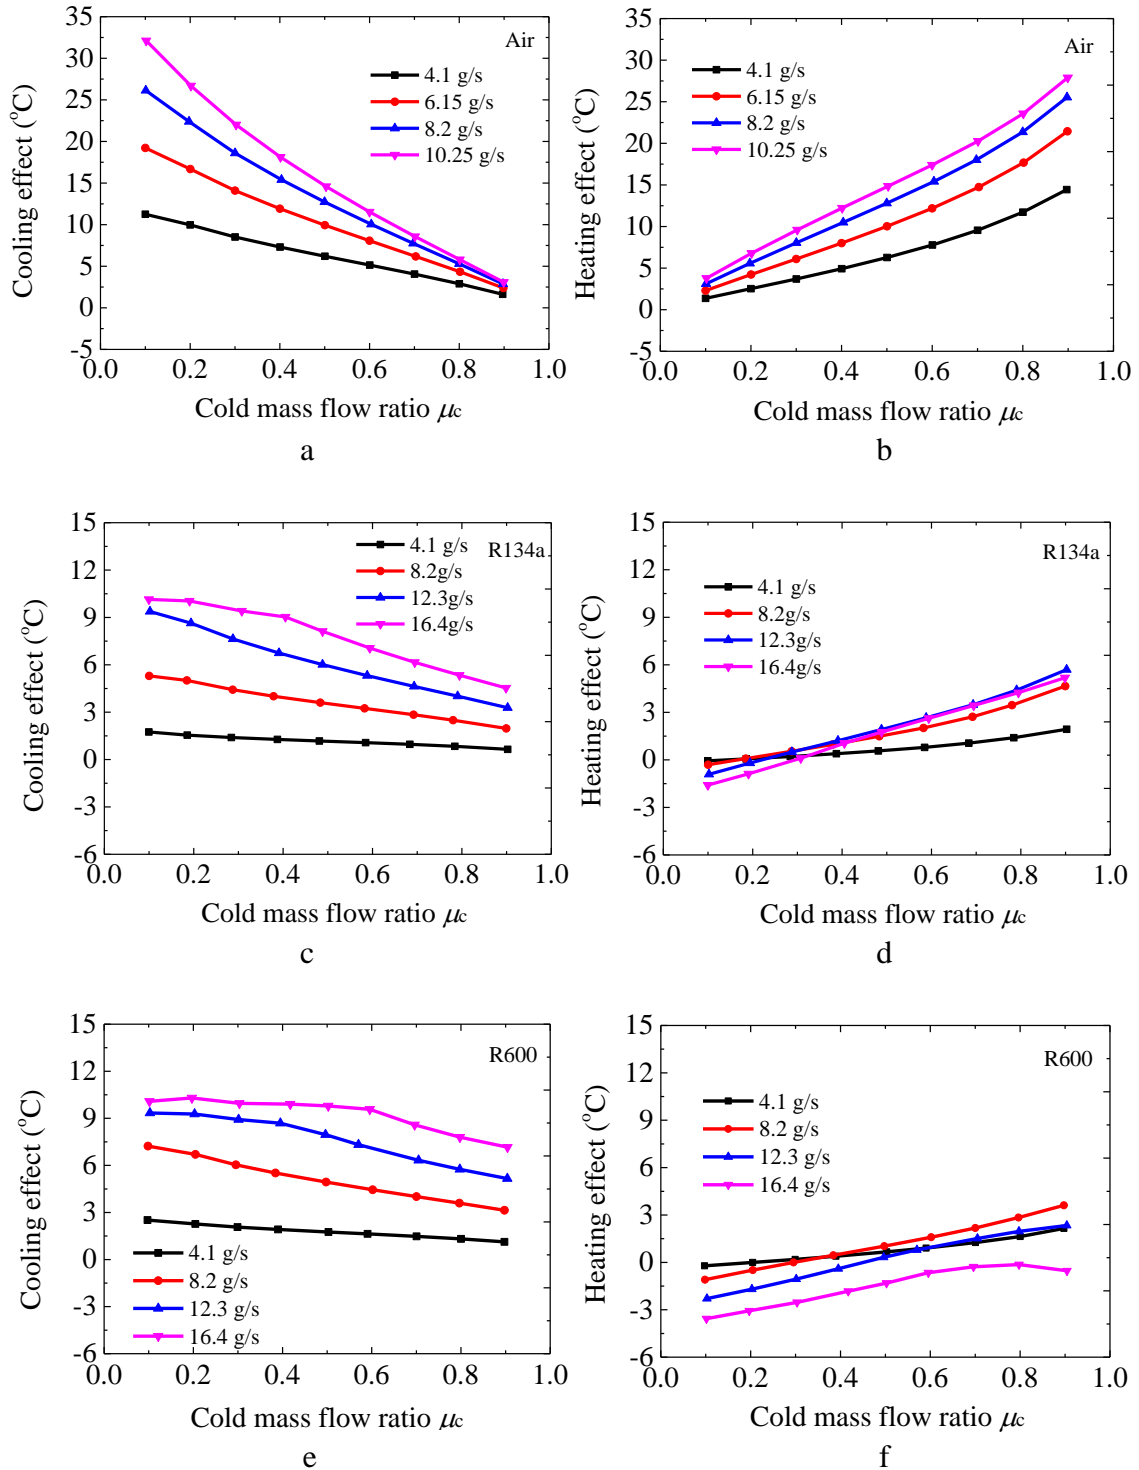 Air
Cooling effect (°C)
35
30
25
20
15
10
5
0
-5
4.1 g/s
6.15 g/s
8.2 g/s
10.25 g/s
0.0 0.2 0.4 0.6 0.8 1.0
Cold mass flow ratio μc
a
Air
Heating effect (°C)
35
30
25
20
15
10
5
0
-5
4.1 g/s
6.15 g/s
8.2 g/s
10.25 g/s
0.0 0.2 0.4 0.6 0.8 1.0
Cold mass flow ratio μc
b
R134a
Cooling effect (°C)
15
12
9
6
3
0
-3
-6
4.1 g/s
8.2g/s
12.3g/s
16.4g/s
0.0 0.2 0.4 0.6 0.8 1.0
Cold mass flow ratio μc
c
R134a
Heating effect (°C)
15
12
9
6
3
0
-3
-6
4.1 g/s
8.2g/s
12.3g/s
16.4g/s
0.0 0.2 0.4 0.6 0.8 1.0
Cold mass flow ratio μc
d
R600
Cooling effect (°C)
15
12
9
6
3
0
-3
-6
4.1 g/s
8.2 g/s
12.3 g/s
16.4 g/s
0.0 0.2 0.4 0.6 0.8 1.0
Cold mass flow ratio μc
e
R600
Heating effect (°C)
15
12
9
6
3
0
-3
-6
4.1 g/s
8.2 g/s
12.3 g/s
16.4 g/s
0.0 0.2 0.4 0.6 0.8 1.0
Cold mass flow ratio μc
f